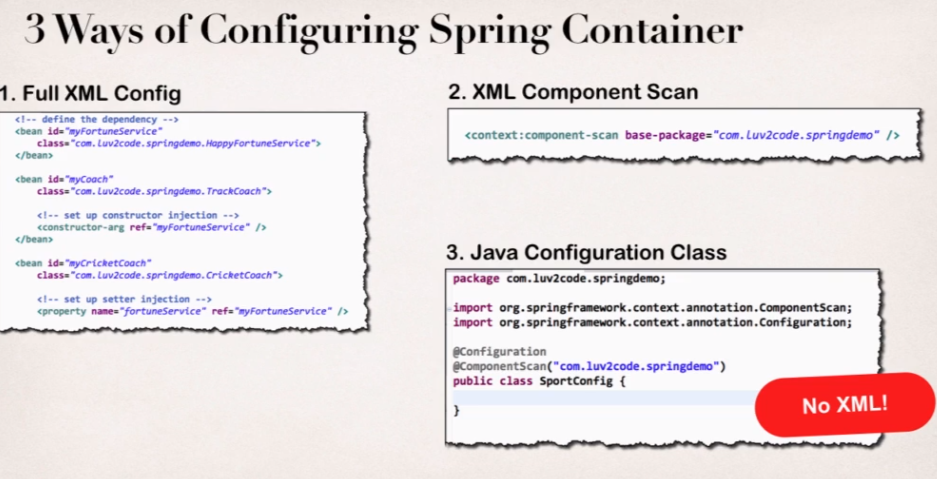 3 Ways of Configuring Spring Container
1. Full XML Config
<!-- define the dependency -->
<bean id="myFortuneService"
class="com.luv2code.springdemo.HappyFortuneService">
</bean>
<bean id="myCoach"
class="com.luv2code.springdemo.TrackCoach">
<!-- set up constructor injection -->
<constructor-arg ref="myFortuneService" />
</bean>
<bean id="myCricketCoach"
class="com.luv2code.springdemo.CricketCoach">
<!-- set up setter injection -->
<property name="fortuneService" ref="myFortuneService" />
2. XML Component Scan
<context:component-scan base-package="com.luv2code.springdemo" />
3. Java Configuration Class
package com.luv2code.springdemo;
import org.springframework.context.annotation.ComponentScan;
import org.springframework.context.annotation.Configuration;
@Configuration
@ComponentScan("com.luv2code.springdemo")
public class SportConfig {
}
No XML!